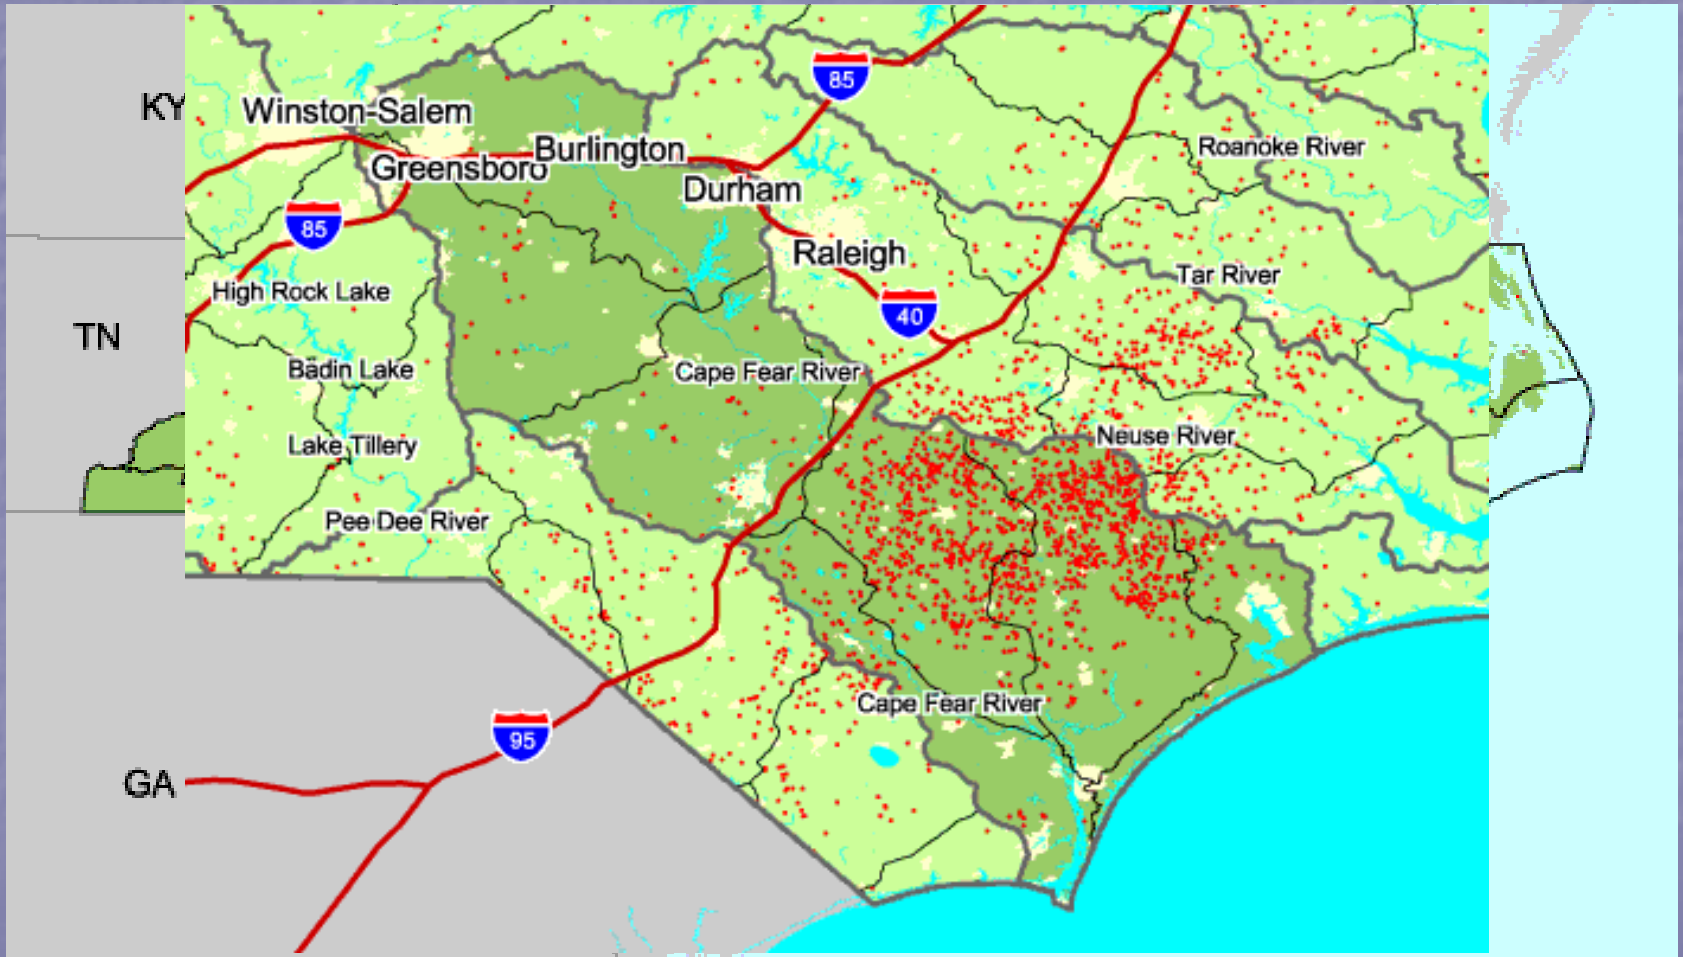 85
KY
Winston-Salem
Burlington
Roanoke River
Greensboro
Durham
85
Raleigh
Tar River
High Rock Lake
40
TN
Badin Lake
Cape Fear River
Neuse River
Lake Tillery
Pee Dee River
Cape Fear River
95
GA